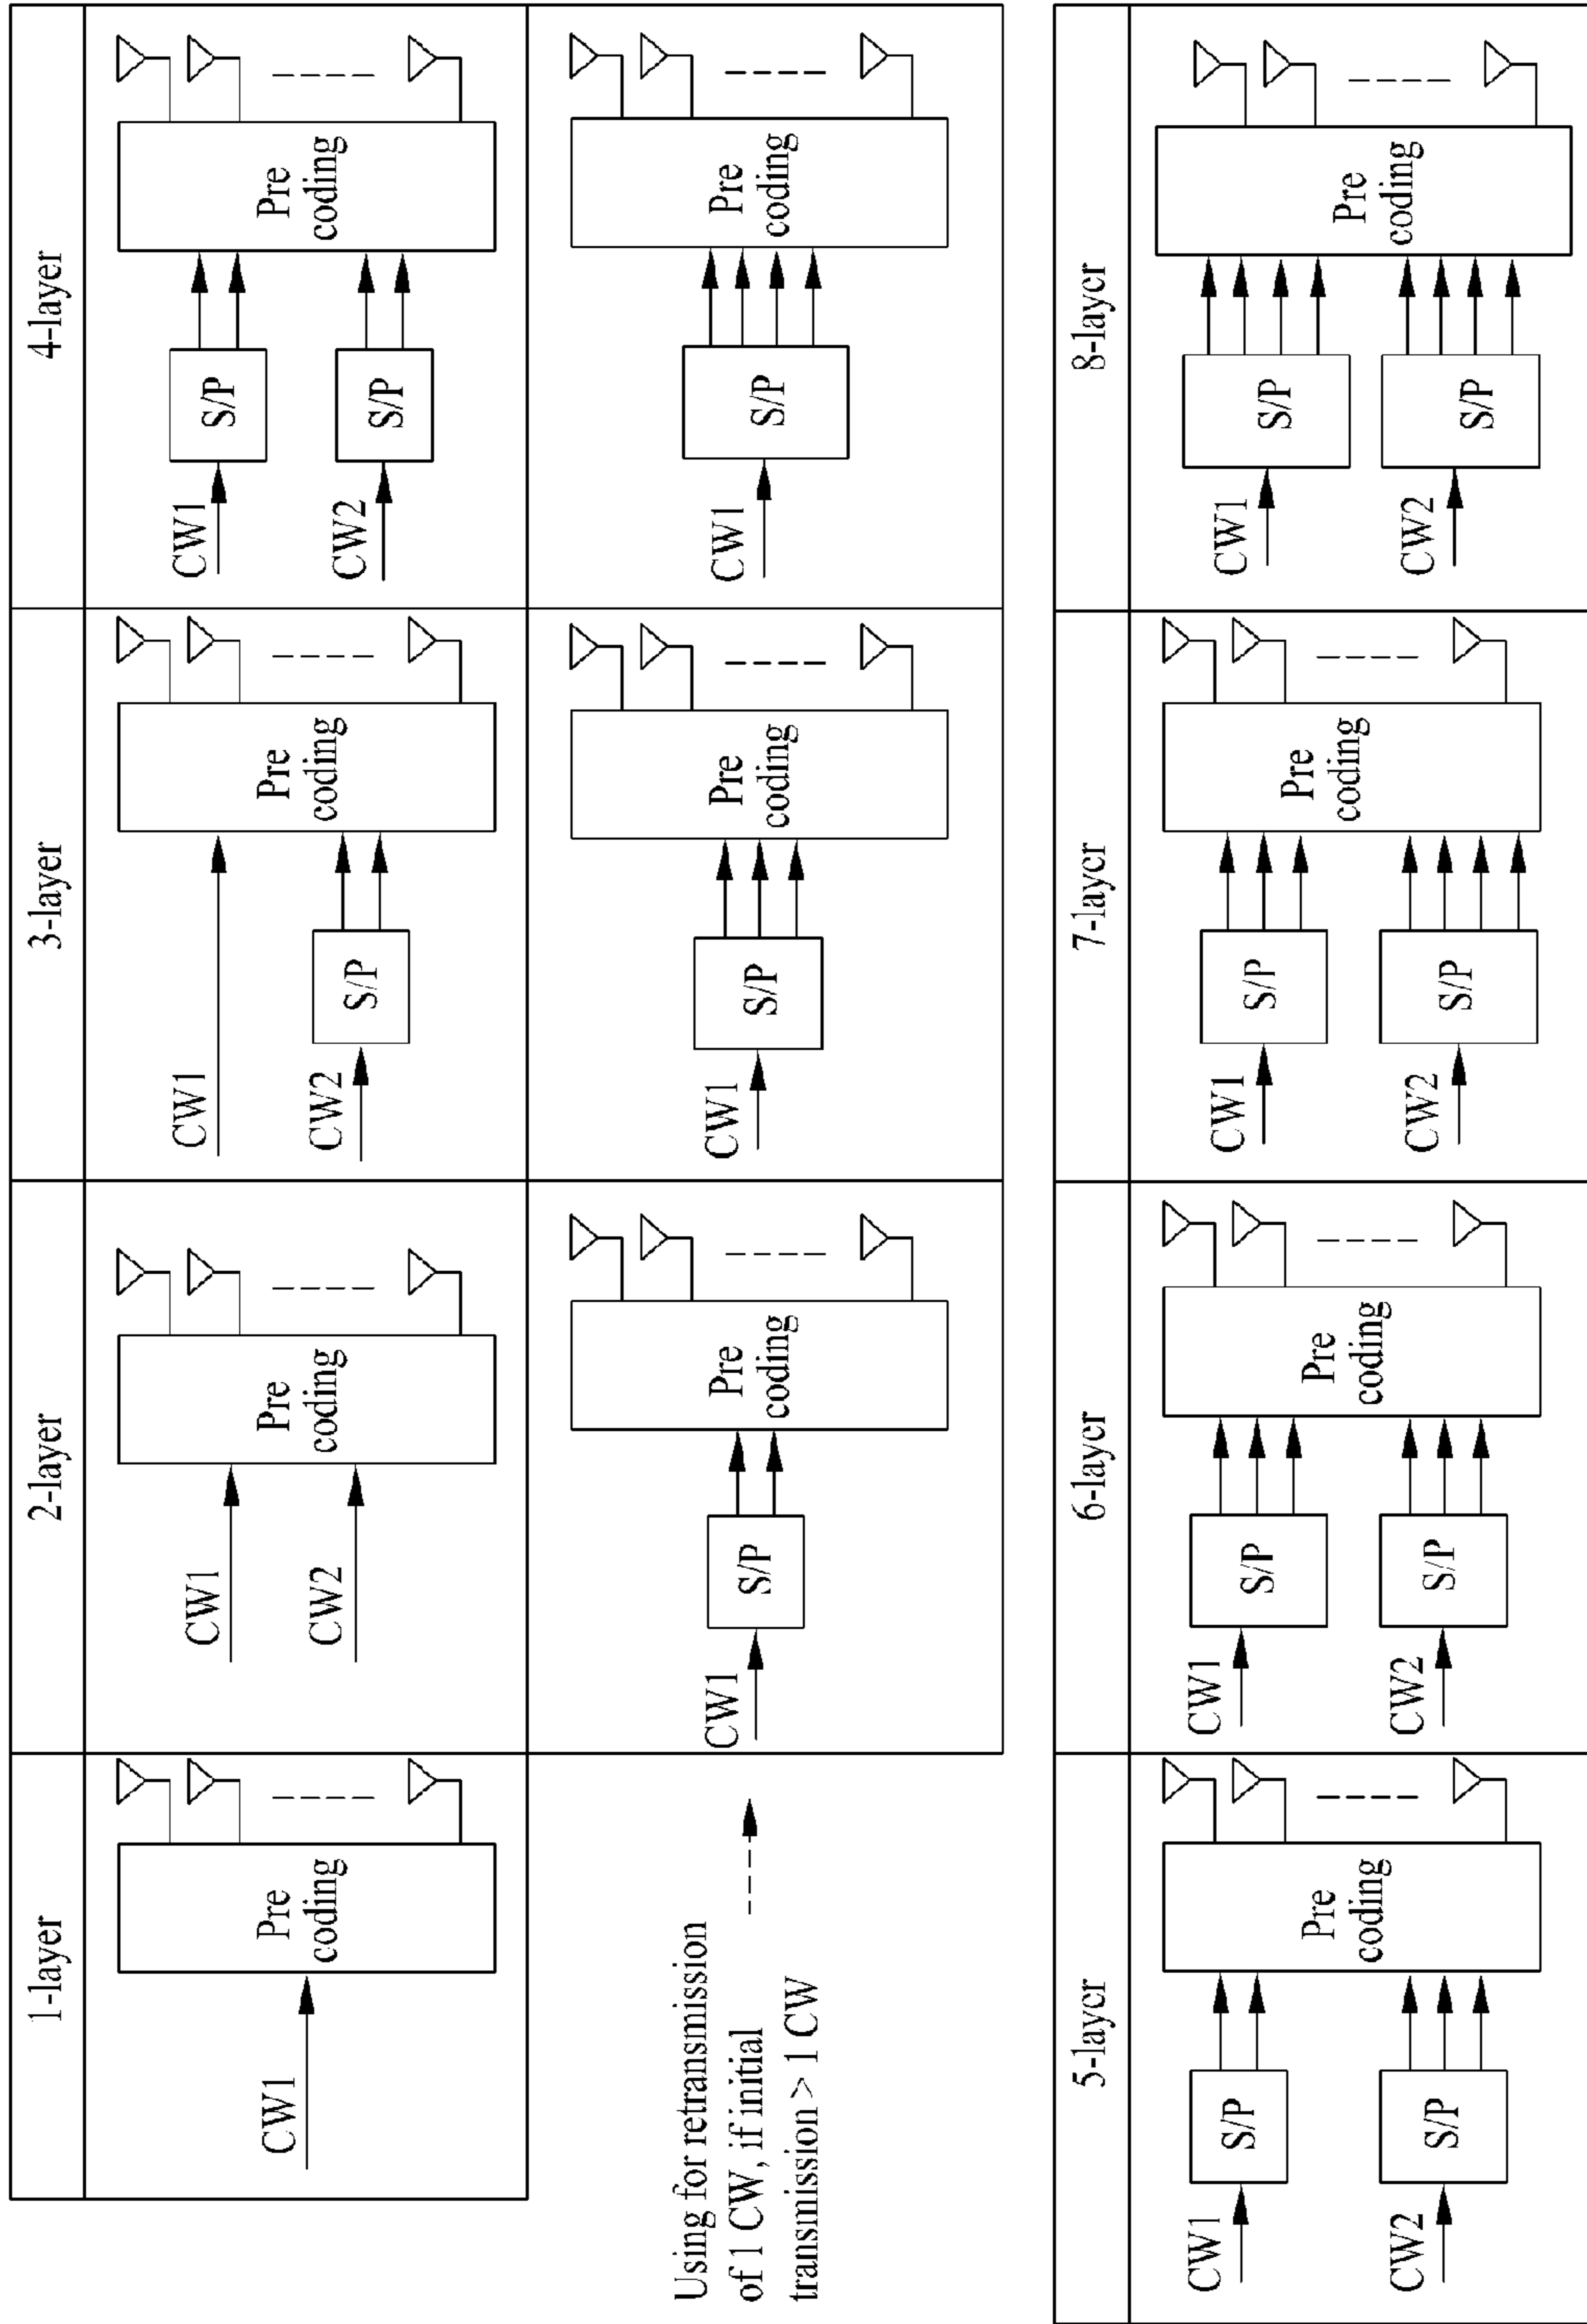 1-layer
2-layer
3-layer
4-layer
CW1
Pre
coding
CW1
CW2
Pre
coding
CW1
CW2
S/P
Pre
coding
CW1
CW2
S/P
S/P
Pre
coding
Using for retransmission
of 1 CW, if initial
transmission > 1 CW
CW1
S/P
Pre
coding
CW1
S/P
Pre
coding
CW1
S/P
Pre
coding
5-layer
6-layer
7-layer
8-layer
CW1
CW2
S/P
S/P
Pre
coding
CW1
CW2
S/P
S/P
Pre
coding
CW1
CW2
S/P
S/P
Pre
coding
CW1
CW2
S/P
S/P
Pre
coding